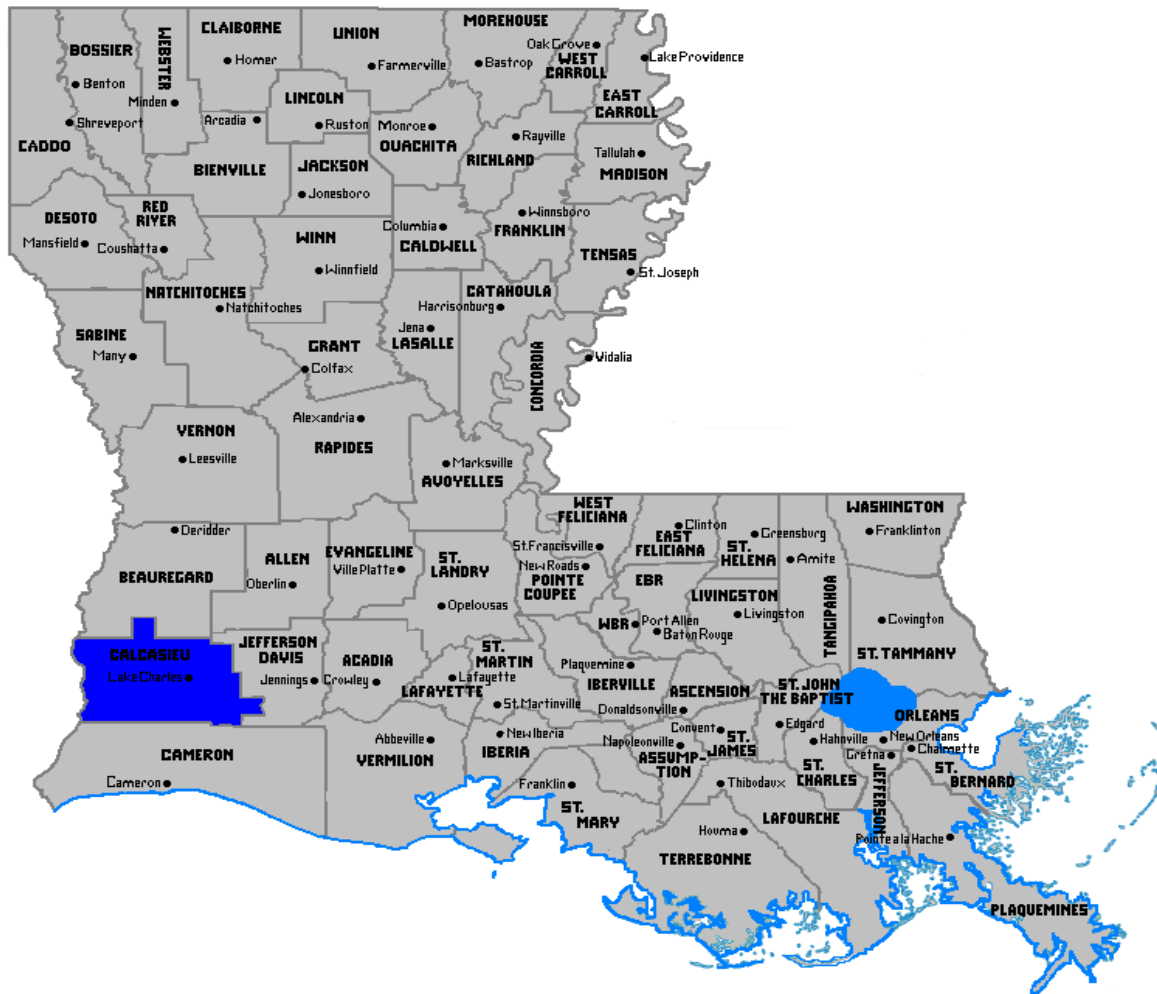 MOREHOUSE
CLAIBORNE
UNION
Oak Grove
BOSSIER
WEBSTER
WEST
CARROLL
Lake Providence
Homer
Farmerville
Bastrop
Benton
EAST
CARROLL
Minden
LINCOLN
Shreveport
Arcadia
Ruston
Monroe
Rayville
CADDO
OUACHITA
RICHLAND
Tallulah
BIENVILLE
JACKSON
MADISON
Jonesboro
DESOTO
RED
RIVER
Columbia
Winnsboro
FRANKLIN
Mansfield
Coushatta
WINN
CALDWELL
TENSAS
Winnfield
St. Joseph
NATCHITOCHES
CATAHOULA
Natchitoches
Harrisonburg
SABINE
Jena
LASALLE
GRANT
Many
Colfax
CONCORDIA
Vidalia
Alexandria
VERNON
RAPIDES
Leesville
Marksville
AVOYELLES
WEST
FELICIANA
WASHINGTON
Deridder
Clinton
Greensburg
Franklinton
EAST
FELICIANA
ST.
HELENA
ALLEN
EVANGELINE
ST.
LANDRY
St. Francisville
Amite
BEAUREGARD
Oberlin
Ville Platte
New Roads
POINTE
COUPEE
EBR
LIVINGSTON
TANGIPAHOA
Opelousas
Livingston
Covington
WBR
Port Allen
Baton Rouge
CALCASIEU
JEFFERSON
DAVIS
ACADIA
ST.
MARTIN
ST. TAMMANY
Lake Charles
Jennings
Crowley
LAFAYETTE
Lafayette
Plaquemine
IBERVILLE
ASCENSION
ST. JOHN
THE BAPTIST
St. Martinville
Donaldsonville
ORLEANS
CAMERON
Abbeville
VERMILION
New Iberia
IBERIA
Convent
Napoleonville
ASSUMP-
TION
ST.
JAMES
Edgard
Hahnville
New Orleans
Chalmette
Gretna
ST.
CHARLES
JEFFERSON
ST.
BERNARD
Cameron
Franklin
Thibodaux
ST.
MARY
LAFOURCHE
Houma
Pointe a la Hache
TERREBONNE
PLAQUEMINES